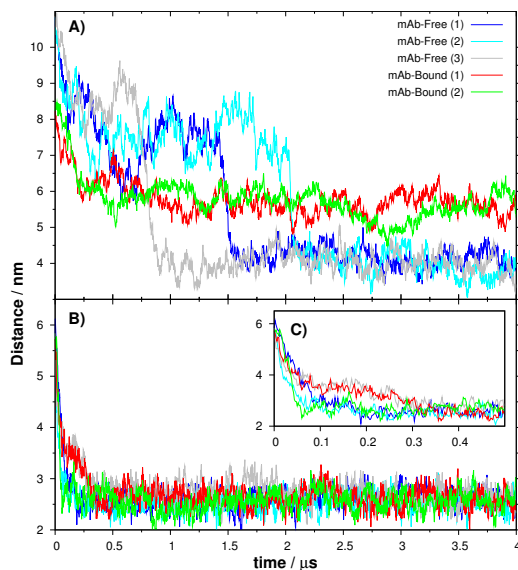 A)
mAb-Free (1)
mAb-Free (2)
mAb-Free (3)
mAb-Bound (1)
mAb-Bound (2)
11
10
9
8
7
6
5
4
Distance / nm
B)
6
5
4
3
2
C)
6
4
2
0 0.1 0.2 0.3 0.4
0 0.5 1 1.5 2 2.5 3 3.5 4
time / μs